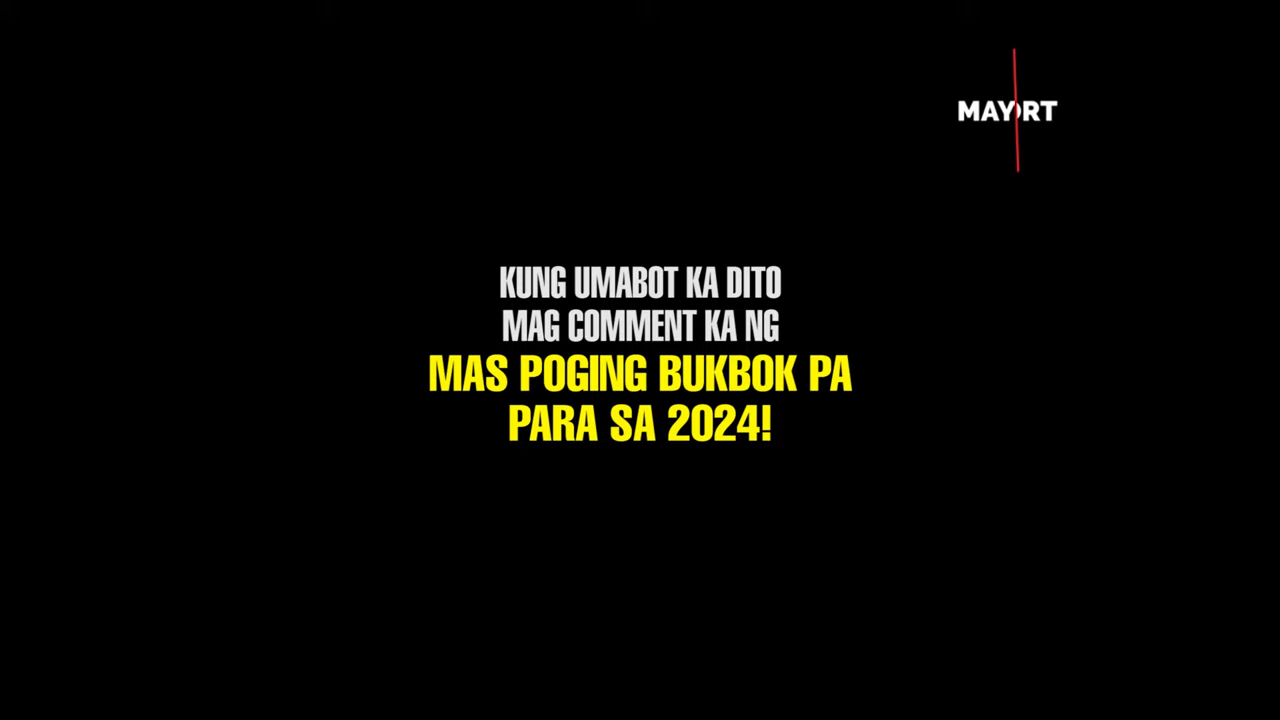 MAYORT
KUNG UMABOT KA DITO
MAG COMMENT KA NG
MAS POGING BUKBOK PA
PARA SA 2024!